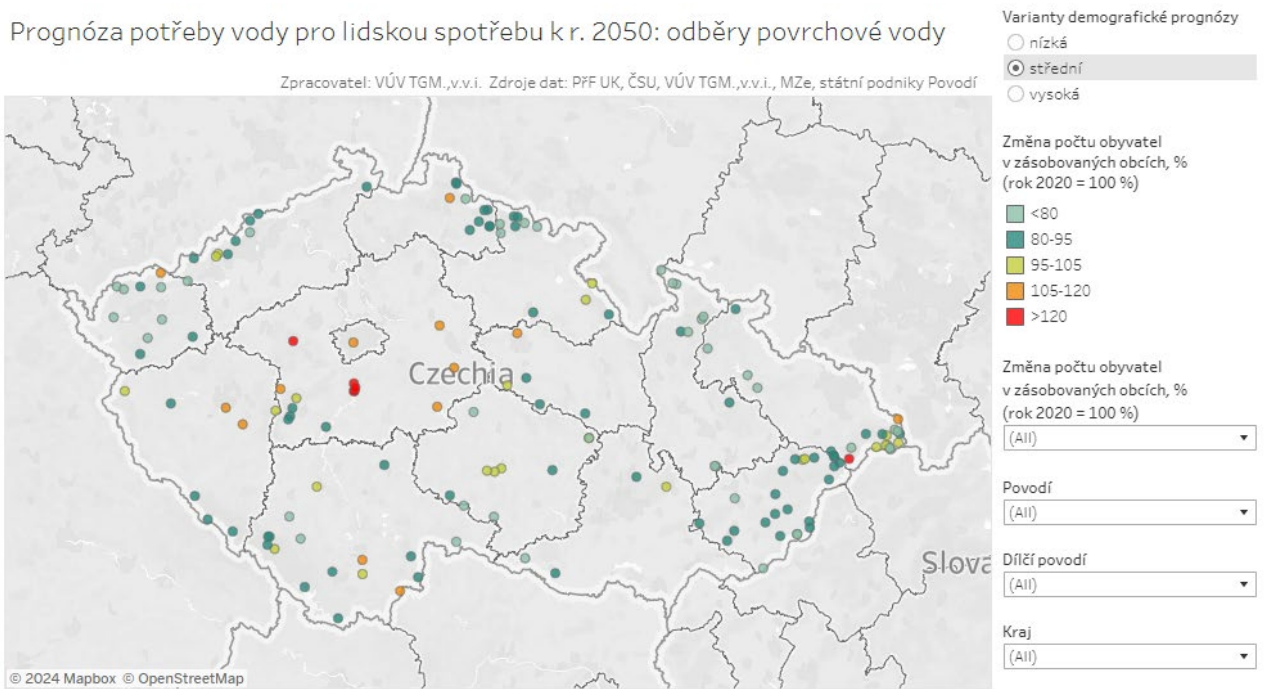 Prognóza potřeby vody pro lidskou spotřebu k r. 2050: odběry povrchové vody
Zpracovatel: VÚV TGM.,v.v.i. Zdroje dat: PřF UK, ČSU, VÚV TGM.,v.v.i., MZe, státní podniky Povodí
Varianty demografické prognózy
nízká
střední
vysoká
Změna počtu obyvatel
v zásobovaných obcích, %
(rok 2020 = 100 %)
<80
80-95
95-105
105-120
>120
Změna počtu obyvatel
v zásobovaných obcích, %
(rok 2020 = 100 %)
(All)
Povodí
(All)
Dílčí povodí
(All)
Kraj
(All)
Czechia
Slova
© 2024 Mapbox © OpenStreetMap